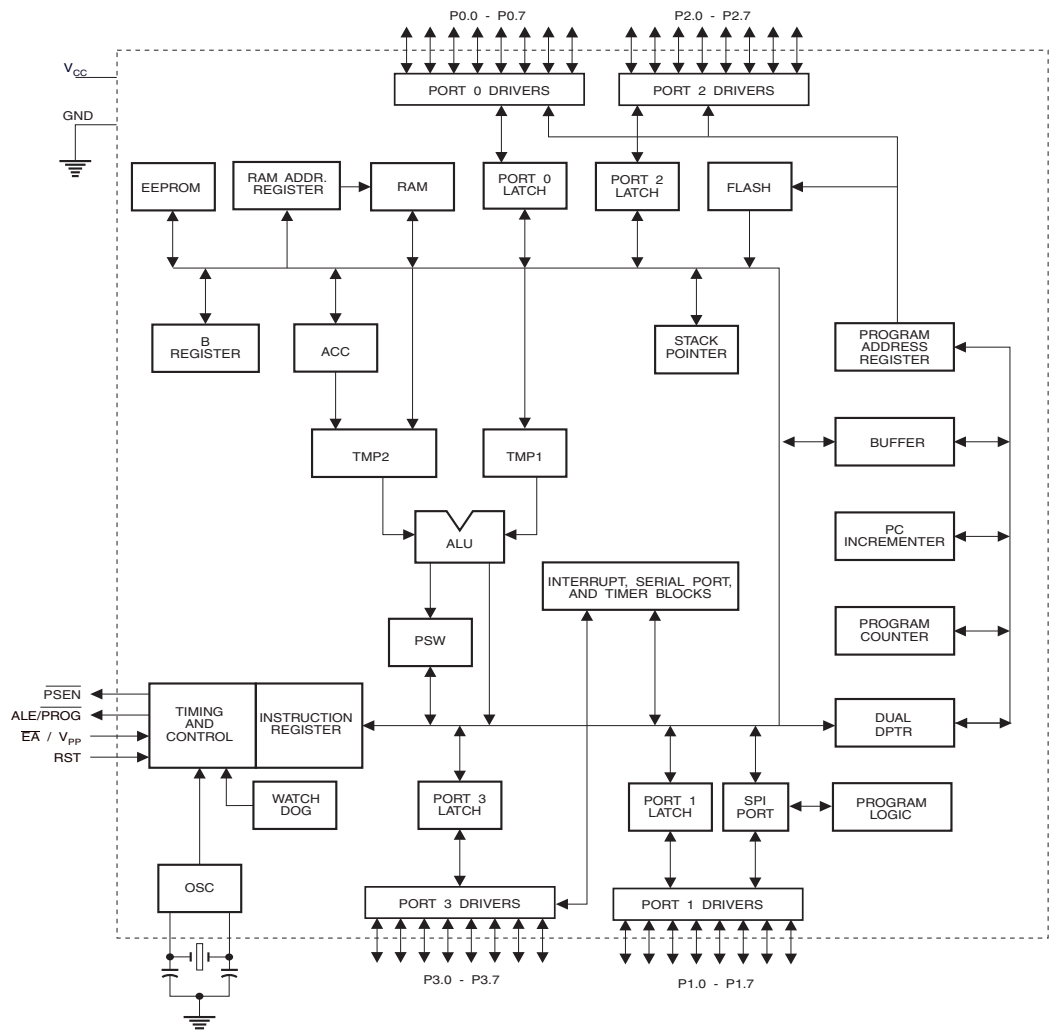 P0.0 - P0.7
P2.0 - P2.7
VCC
PORT 0 DRIVERS
PORT 2 DRIVERS
GND
EEPROM
RAM ADDR.
REGISTER
RAM
PORT 0
LATCH
PORT 2
LATCH
FLASH
B
REGISTER
ACC
STACK
POINTER
PROGRAM
ADDRESS
REGISTER
TMP2
TMP1
BUFFER
ALU
PC
INCREMENTER
INTERRUPT, SERIAL PORT,
AND TIMER BLOCKS
PSW
PROGRAM
COUNTER
PSEN
ALE/PROG
EA / VPP
RST
TIMING
AND
CONTROL
INSTRUCTION
REGISTER
DUAL
DPTR
WATCH
DOG
PORT 3
LATCH
PORT 1
LATCH
SPI
PORT
PROGRAM
LOGIC
OSC
PORT 3 DRIVERS
PORT 1 DRIVERS
P3.0 - P3.7
P1.0 - P1.7